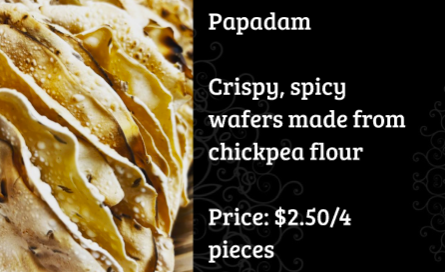 Papadam
Crispy, spicy
wafers made from
chickpea flour
Price: $2.50/4
pieces